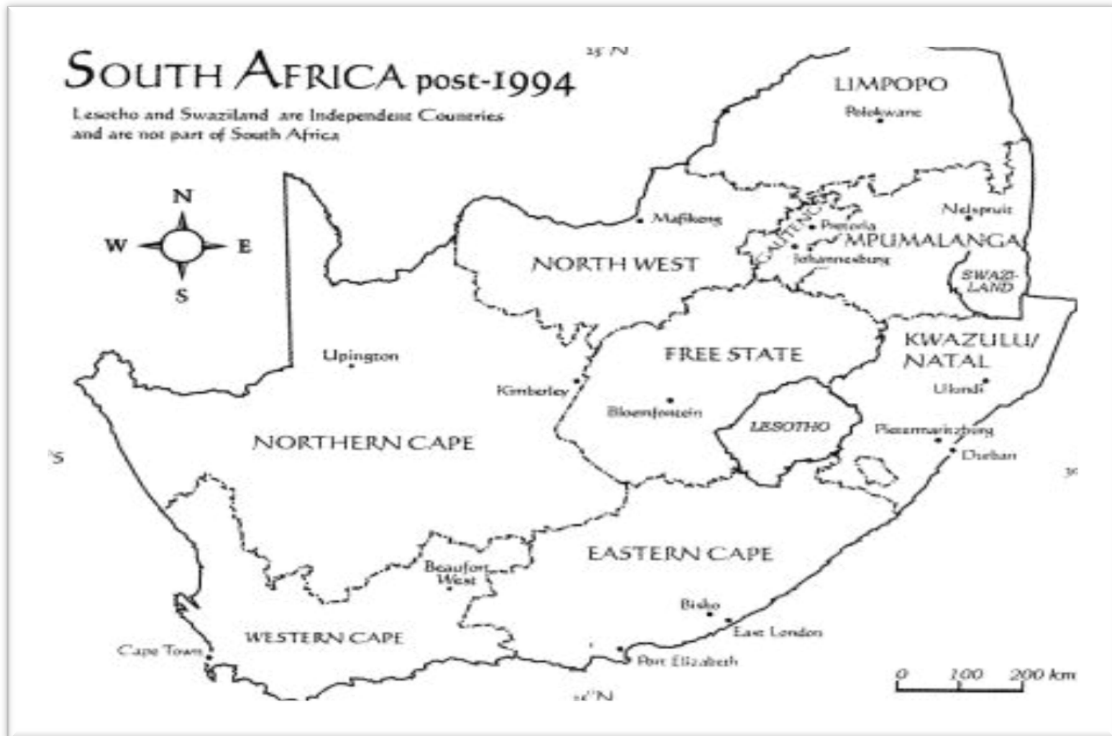 SOUTH AFRICA post-1994
Lesotho and Swaziland are Independent Countries
and are not part of South Africa
25° N
LIMPOPO
Polokwane
N
W
E
S
Mafikeng
NORTH WEST
GAUTENG
Pretoria
Johannesburg
Nelspruit
MPUMALANGA
SWAZI-
LAND
Upington
Kimberley
FREE STATE
Bloemfontein
LESOTHO
KWAZULU/
NATAL
Ulundi
Pietermaritzburg
Durban
NORTHERN CAPE
°S
30
EASTERN CAPE
Beaufort
West
Bisho
East London
WESTERN CAPE
Cape Town
Port Elizabeth
0 100 200 km